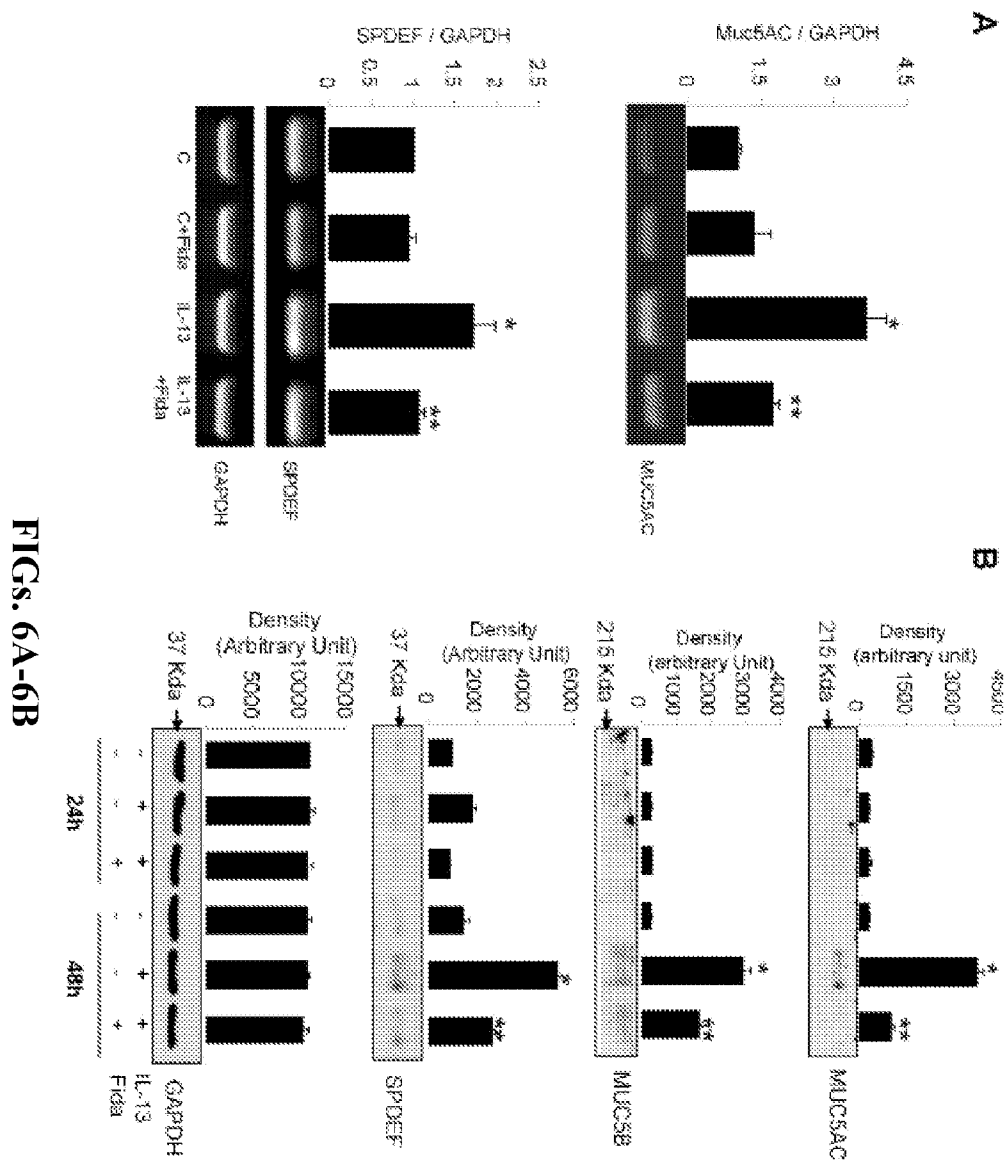 A
Muc5AC / GAPDH
4.5
3
1.5
0
*
**
MUC5AC
SPDEF / GAPDH
2.5
2
1.5
1
0.5
0
*
**
SPDEF
GAPDH
C
C+Fida
IL-13
IL-13
+Fida
B
Density
(arbitrary unit)
4500
3000
1500
0
*
**
216 Kda
MUC5AC
Density
(arbitrary unit)
4000
3000
2000
1000
0
*
**
216 Kda
MUC5B
Density
(Arbitrary Unit)
6000
4000
2000
0
*
**
37 Kda
SPDEF
Density
(Arbitrary Unit)
15000
10000
5000
0
37 Kda
GAPDH
- + + - + + IL-13
- - + - - + Fida
24h 48h
FIGs. 6A-6B